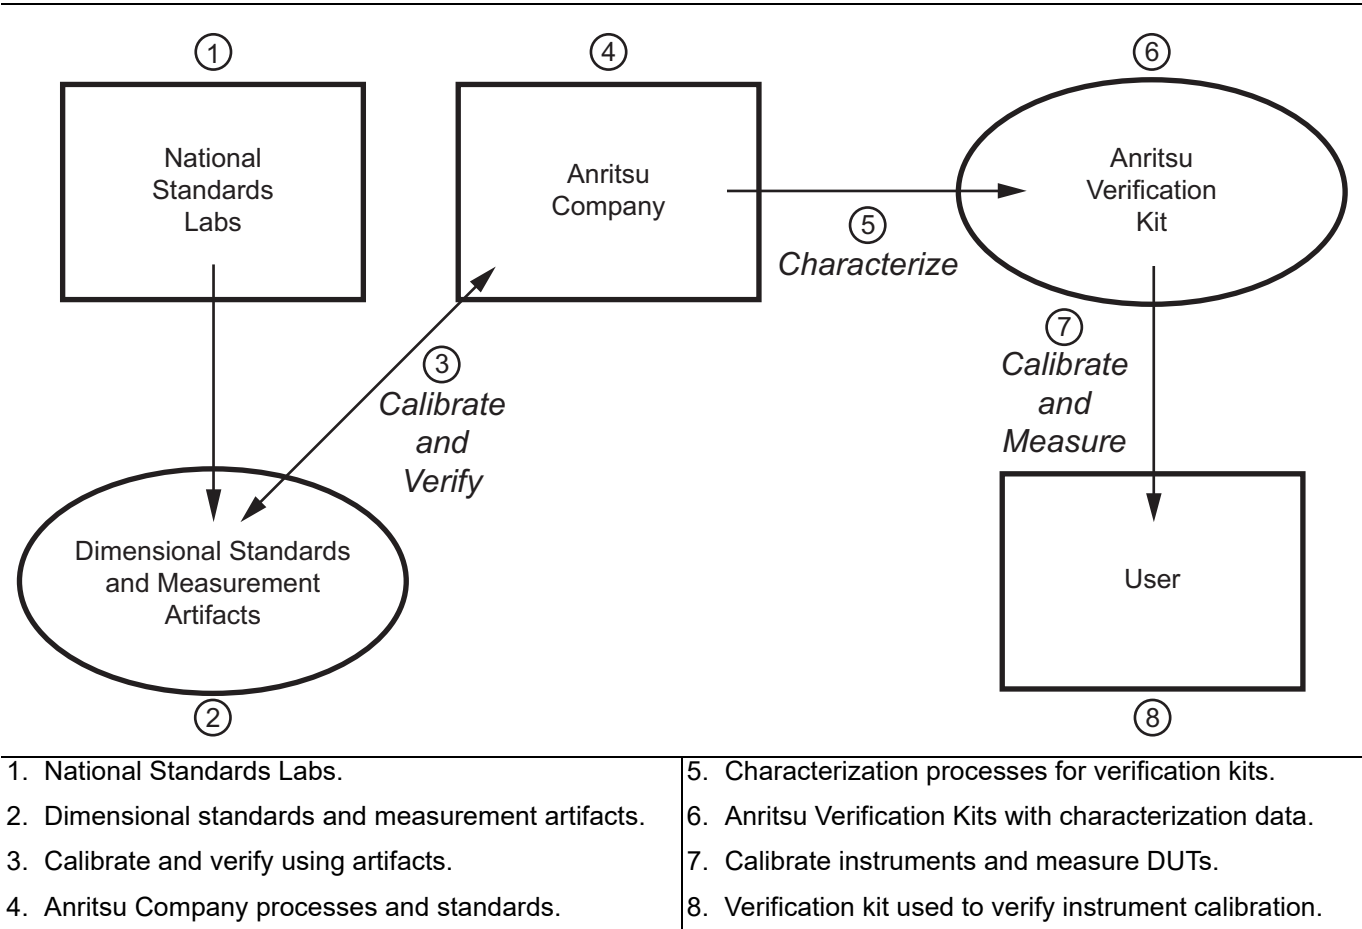 1
National
Standards
Labs
4
Anritsu
Company
6
Anritsu
Verification
Kit
5
Characterize
3
Calibrate
and
Verify
7
Calibrate
and
Measure
Dimensional Standards
and Measurement
Artifacts
2
User
8
1. National Standards Labs.
2. Dimensional standards and measurement artifacts.
3. Calibrate and verify using artifacts.
4. Anritsu Company processes and standards.
5. Characterization processes for verification kits.
6. Anritsu Verification Kits with characterization data.
7. Calibrate instruments and measure DUTs.
8. Verification kit used to verify instrument calibration.